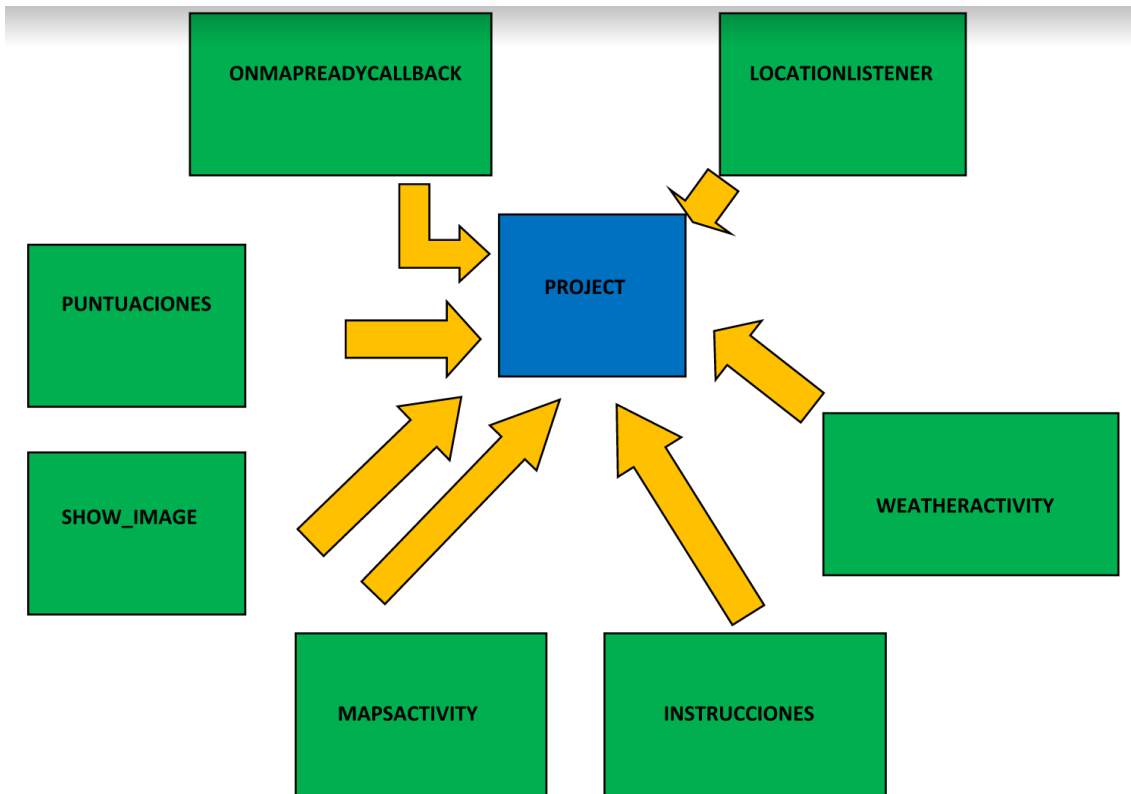 ONMAPREADYCALLBACK
LOCATIONLISTENER
PROJECT
PUNTUACIONES
SHOW_IMAGE
WEATHERACTIVITY
MAPSACTIVITY
INSTRUCCIONES